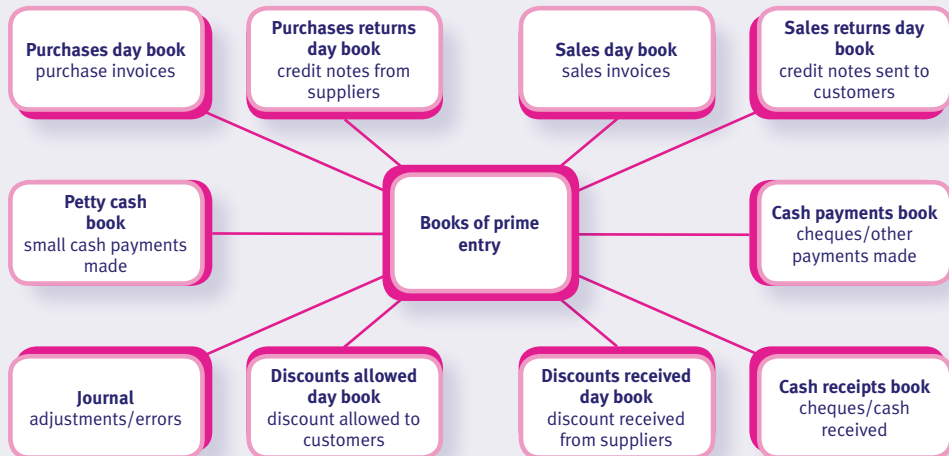 Purchases day book
purchase invoices
Purchases returns
day book
credit notes from
suppliers
Sales day book
sales invoices
Sales returns day
book
credit notes sent to
customers
Petty cash
book
small cash payments
made
Books of prime
entry
Cash payments book
cheques/other
payments made
Journal
adjustments/errors
Discounts allowed
day book
discount allowed to
customers
Discounts received
day book
discount received
from suppliers
Cash receipts book
cheques/cash
received